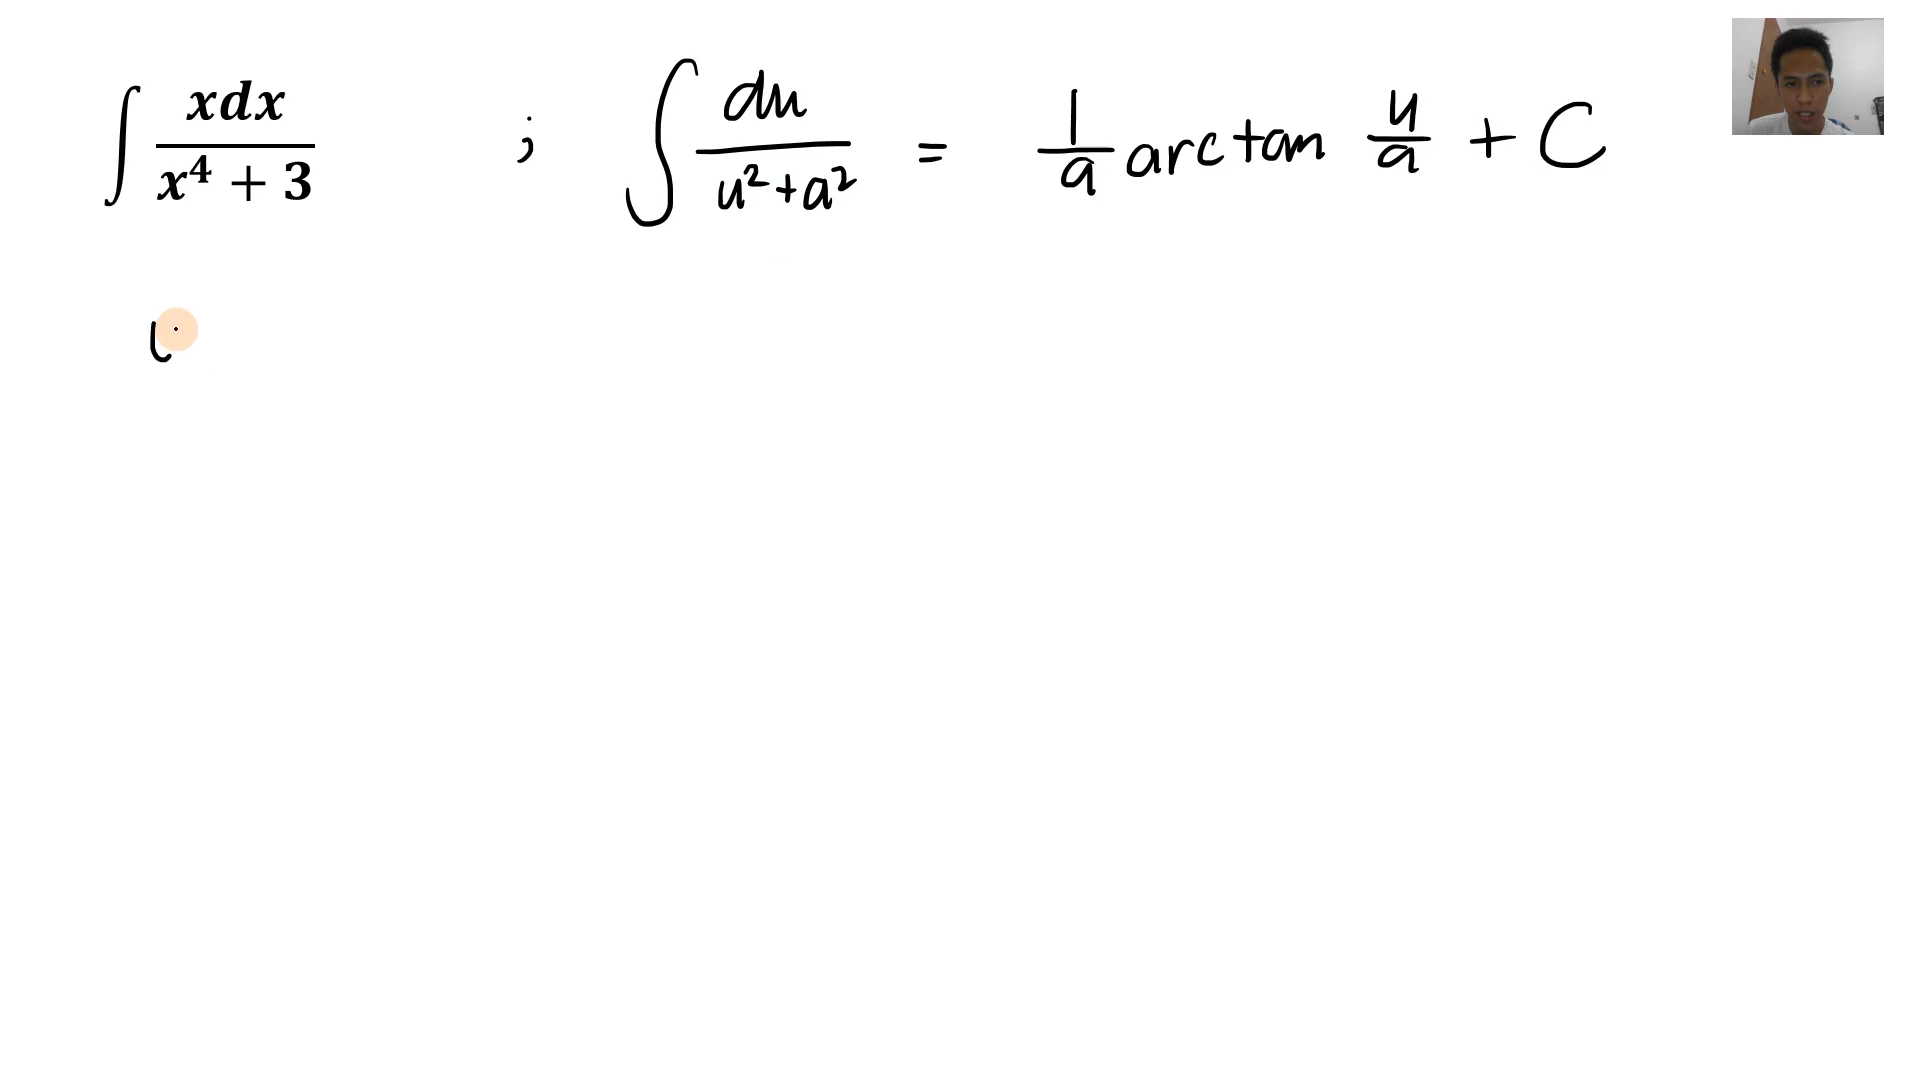 ∫ xdx / (x⁴ + 3) ; ∫ du / (u² + a²) = 1/a arctan u/a + C